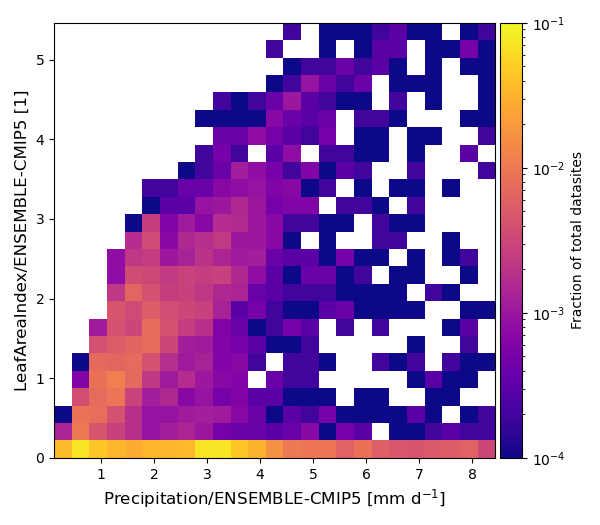 5
4
3
2
1
0
LeafAreaIndex/ENSEMBLE-CMIP5 [1]
1 2 3 4 5 6 7 8
Precipitation/ENSEMBLE-CMIP5 [mm d⁻¹]
10⁻¹
10⁻²
10⁻³
10⁻⁴
Fraction of total datasites